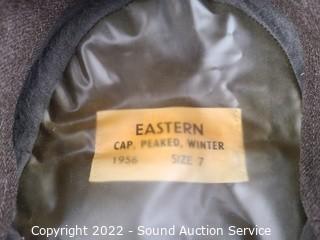 EASTERN
CAP, PEAKED, WINTER
1956 SIZE 7
Copyright 2022 - Sound Auction Service